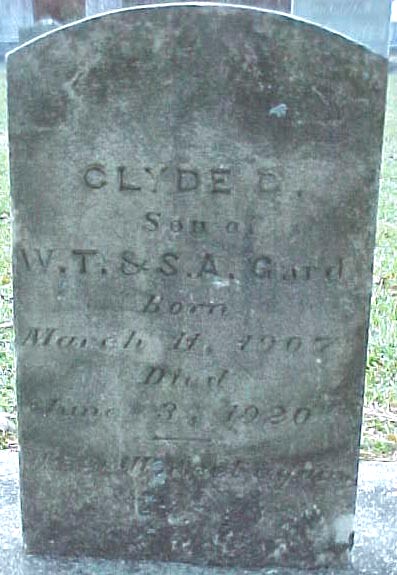 CLYDE D.
Son of
W.T. & S.A. Gard
Born
March 11, 1907
Died
June 3, 1920